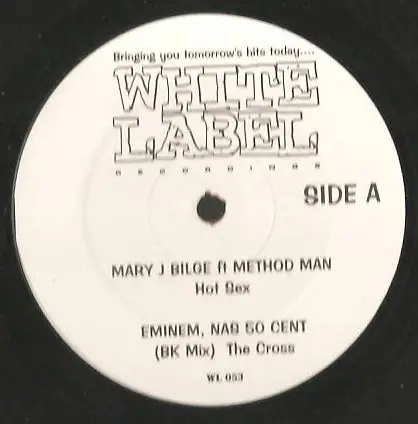 Bringing you tomorrow's hits today....
WHITE
LABEL
RECORDINGS
SIDE A
MARY J BILGE ft METHOD MAN
Hot Sex
EMINEM, NAS 50 CENT
(BK Mix) The Cross
WL 053